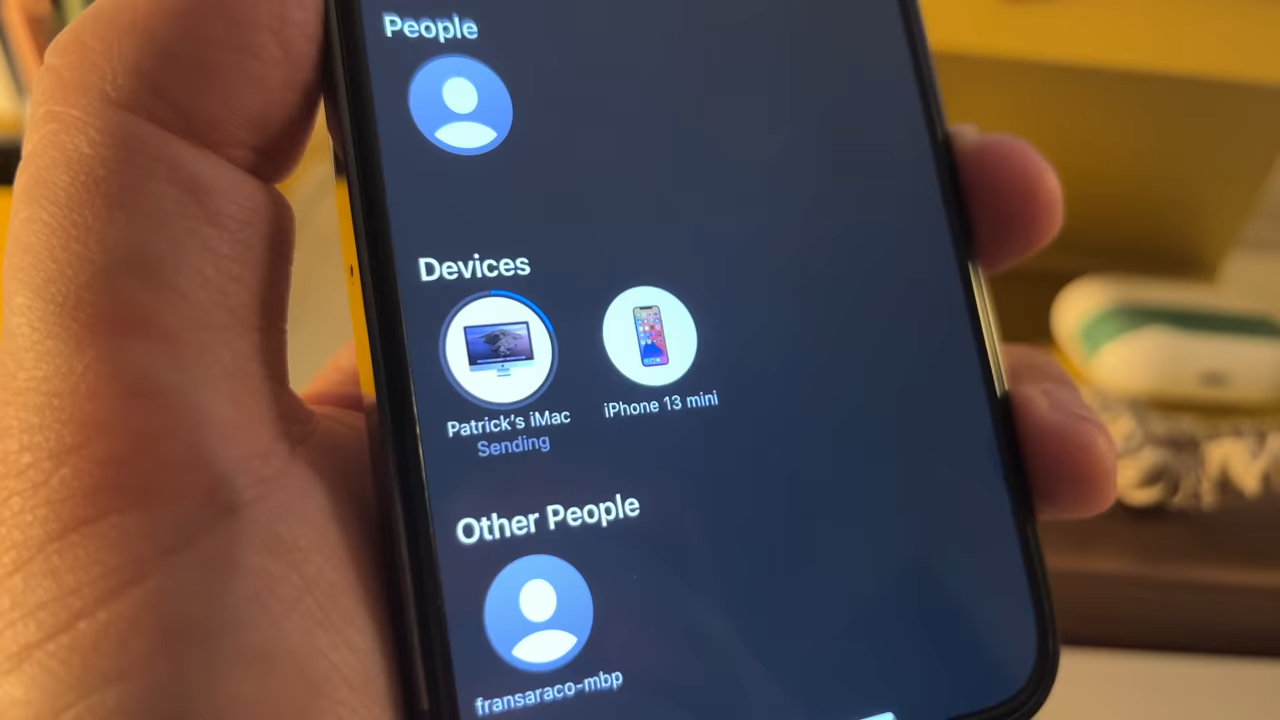 People
Devices
Patrick's iMac
Sending
iPhone 13 mini
Other People
fransaraco-mbp